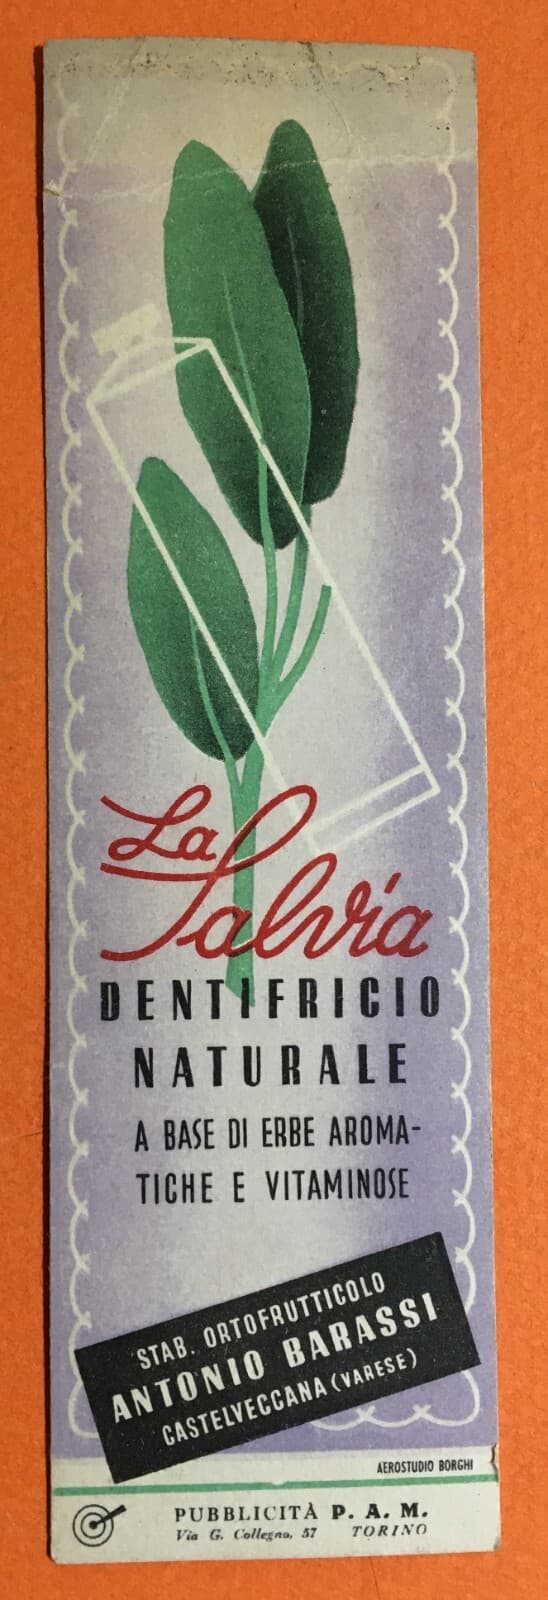 La
Salvia
DENTIFRICIO
NATURALE
A BASE DI ERBE AROMA-
TICHE E VITAMINOSE
STAB. ORTOFRUTTICOLO
ANTONIO BARASSI
CASTELVECCANA (VARESE)
AEROSTUDIO BORGHI
PUBBLICITÀ P. A. M.
Via G. Collegno, 57 TORINO